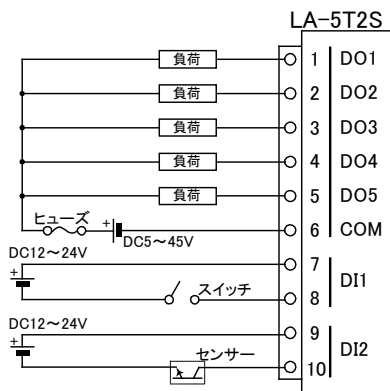 LA-5T2S
負荷 1 DO1
負荷 2 DO2
負荷 3 DO3
負荷 4 DO4
負荷 5 DO5
ヒューズ + DC5～45V 6 COM
DC12～24V + 7 DI1
スイッチ 8
DC12～24V + 9 DI2
センサー 10